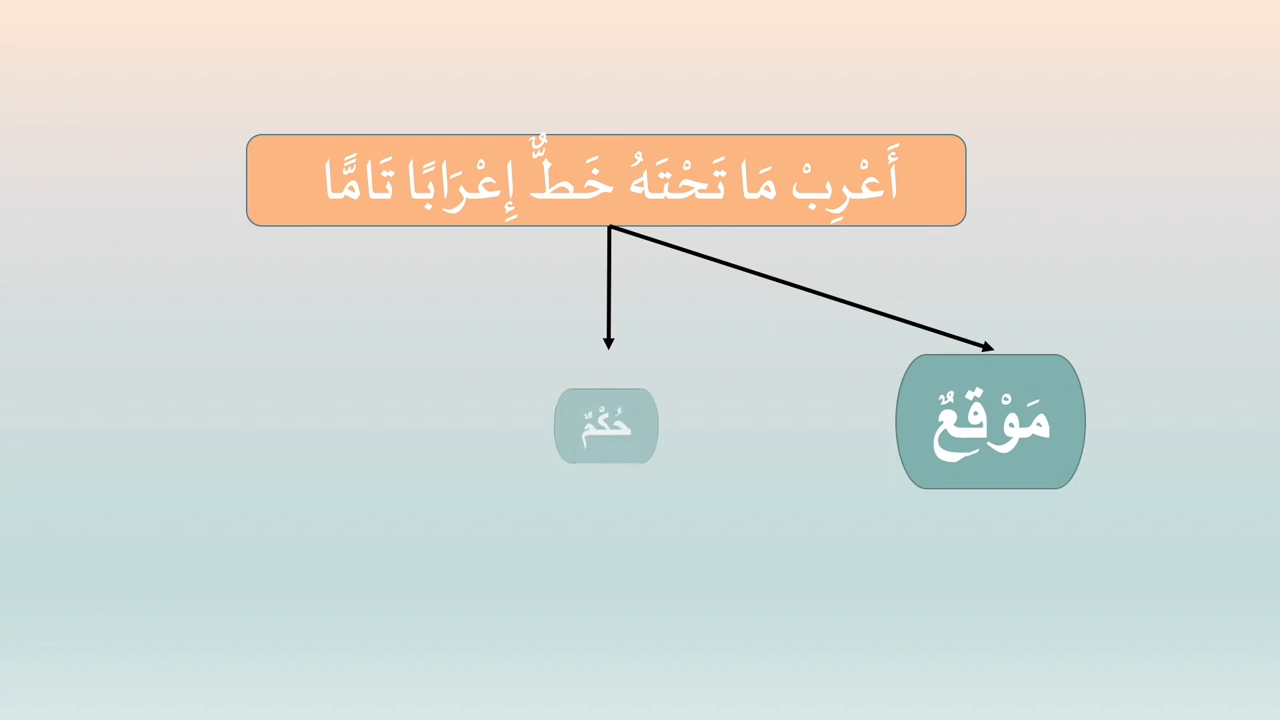 أَعْرِبْ مَا تَحْتَهُ خَطٌّ إِعْرَابًا تَامًّا
مَوْقِعٌ
حُكْمٌ